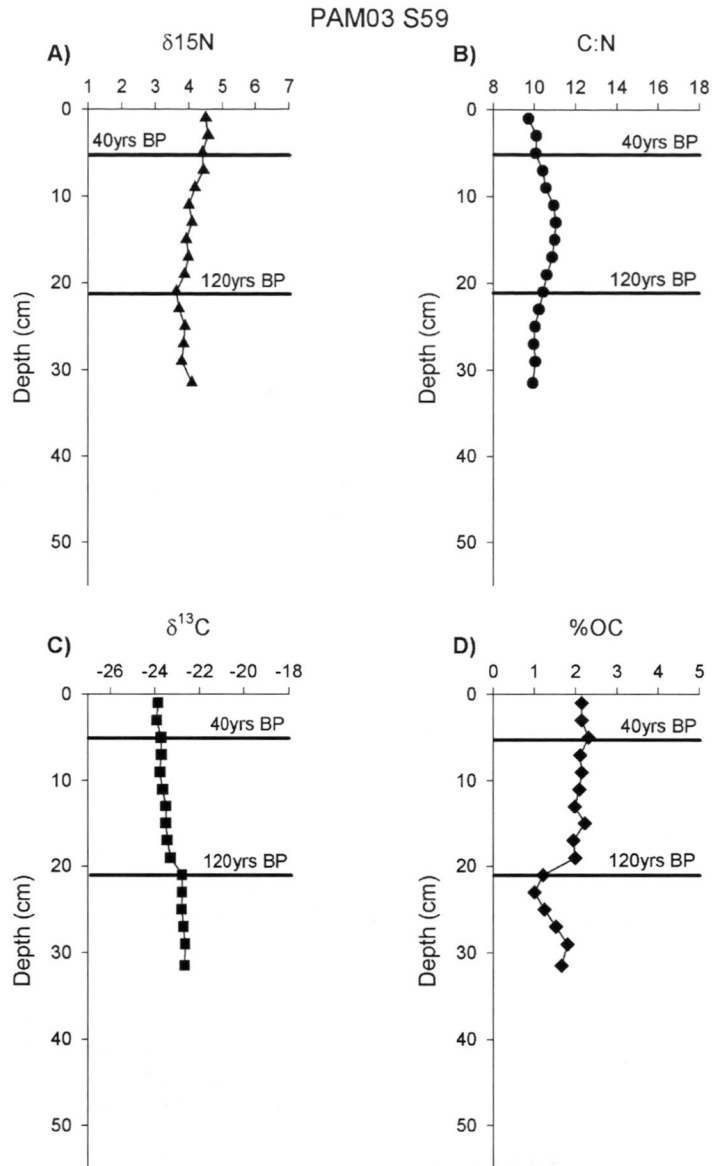 PAM03 S59
A) δ15N
1 2 3 4 5 6 7
0
10
20
30
40
50
Depth (cm)
40yrs BP
120yrs BP
B) C:N
8 10 12 14 16 18
0
10
20
30
40
50
Depth (cm)
40yrs BP
120yrs BP
C) δ¹³C
-26 -24 -22 -20 -18
0
10
20
30
40
50
Depth (cm)
40yrs BP
120yrs BP
D) %OC
0 1 2 3 4 5
0
10
20
30
40
50
Depth (cm)
40yrs BP
120yrs BP